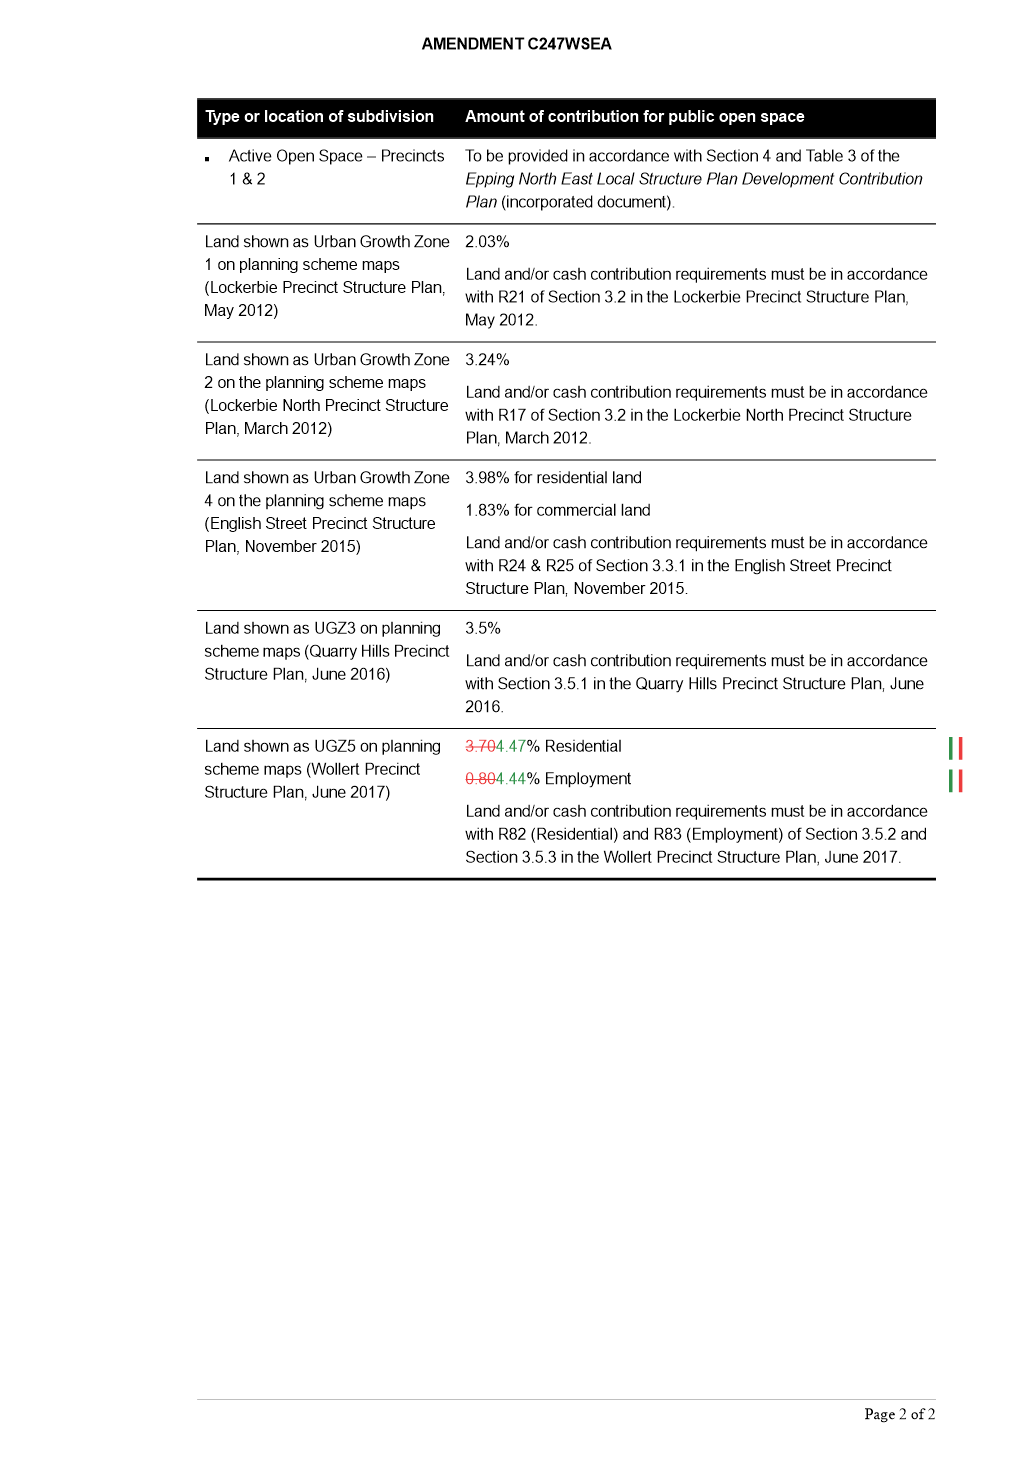 AMENDMENT C247WSEA
Type or location of subdivision
Amount of contribution for public open space
▪ Active Open Space – Precincts
1 & 2
To be provided in accordance with Section 4 and Table 3 of the
Epping North East Local Structure Plan Development Contribution
Plan (incorporated document).
Land shown as Urban Growth Zone
1 on planning scheme maps
(Lockerbie Precinct Structure Plan,
May 2012)
2.03%
Land and/or cash contribution requirements must be in accordance
with R21 of Section 3.2 in the Lockerbie Precinct Structure Plan,
May 2012.
Land shown as Urban Growth Zone
2 on the planning scheme maps
(Lockerbie North Precinct Structure
Plan, March 2012)
3.24%
Land and/or cash contribution requirements must be in accordance
with R17 of Section 3.2 in the Lockerbie North Precinct Structure
Plan, March 2012.
Land shown as Urban Growth Zone
4 on the planning scheme maps
(English Street Precinct Structure
Plan, November 2015)
3.98% for residential land
1.83% for commercial land
Land and/or cash contribution requirements must be in accordance
with R24 & R25 of Section 3.3.1 in the English Street Precinct
Structure Plan, November 2015.
Land shown as UGZ3 on planning
scheme maps (Quarry Hills Precinct
Structure Plan, June 2016)
3.5%
Land and/or cash contribution requirements must be in accordance
with Section 3.5.1 in the Quarry Hills Precinct Structure Plan, June
2016.
Land shown as UGZ5 on planning
scheme maps (Wollert Precinct
Structure Plan, June 2017)
3.704.47% Residential
0.804.44% Employment
Land and/or cash contribution requirements must be in accordance
with R82 (Residential) and R83 (Employment) of Section 3.5.2 and
Section 3.5.3 in the Wollert Precinct Structure Plan, June 2017.
Page 2 of 2